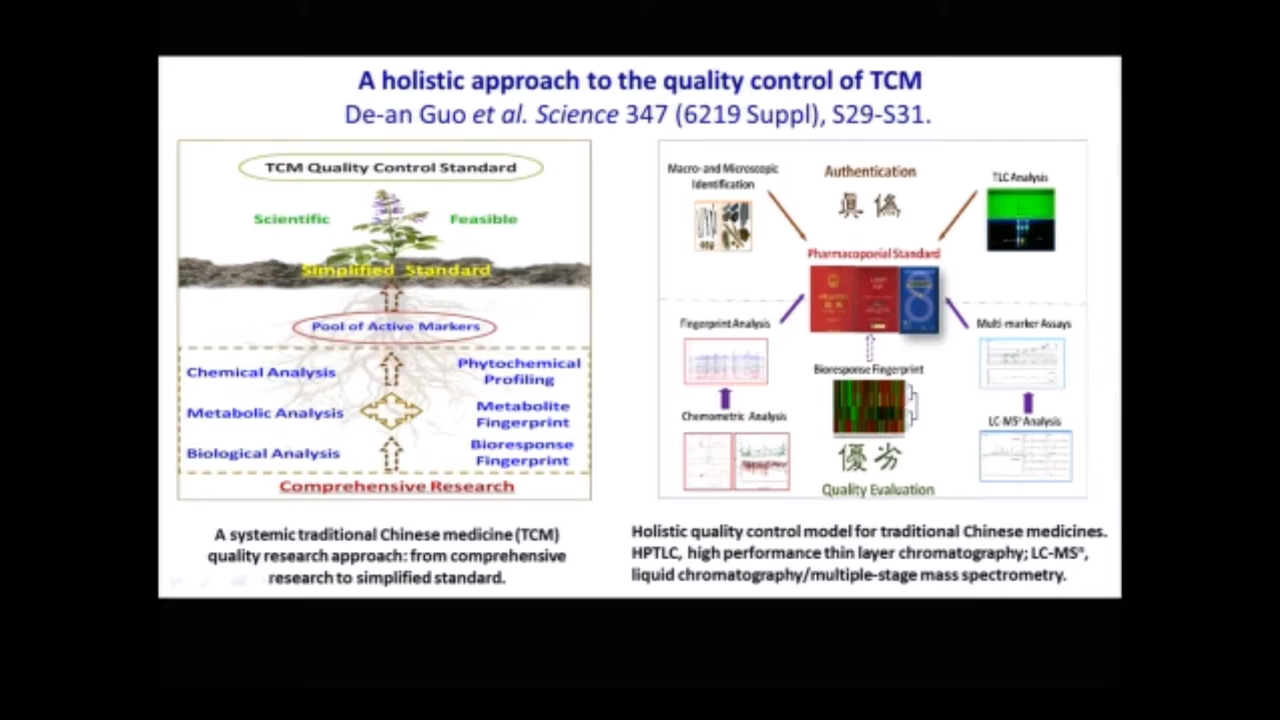 A holistic approach to the quality control of TCM
De-an Guo et al. Science 347 (6219 Suppl), S29-S31.
TCM Quality Control Standard
Scientific
Feasible
Simplified Standard
Pool of Active Markers
Chemical Analysis
Phytochemical
Profiling
Metabolic Analysis
Metabolite
Fingerprint
Biological Analysis
Bioresponse
Fingerprint
Comprehensive Research
A systemic traditional Chinese medicine (TCM)
quality research approach: from comprehensive
research to simplified standard.
Macro- and Microscopic
Identification
Authentication
真偽
TLC Analysis
Pharmacopoeial Standard
Fingerprint Analysis
Multi-marker Assays
Bioresponse Fingerprint
Chemometric Analysis
LC-MSⁿ Analysis
優劣
Quality Evaluation
Holistic quality control model for traditional Chinese medicines.
HPTLC, high performance thin layer chromatography; LC-MSⁿ,
liquid chromatography/multiple-stage mass spectrometry.